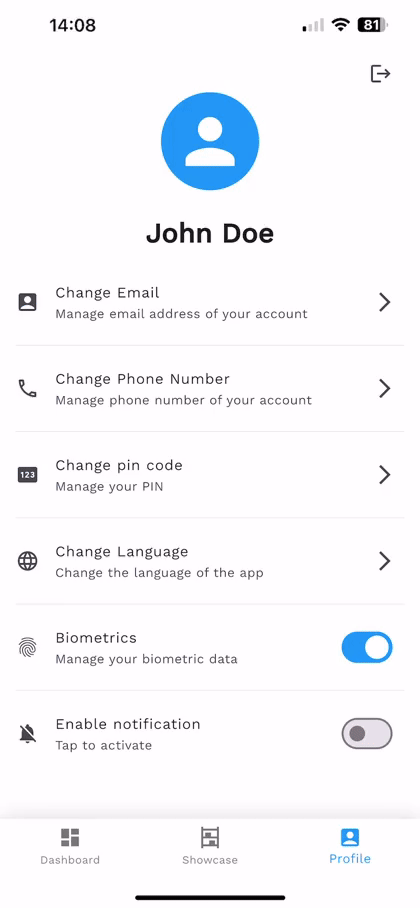 14:08
81
John Doe
Change Email
Manage email address of your account
Change Phone Number
Manage phone number of your account
123
Change pin code
Manage your PIN
Change Language
Change the language of the app
Biometrics
Manage your biometric data
Enable notification
Tap to activate
Dashboard
Showcase
Profile